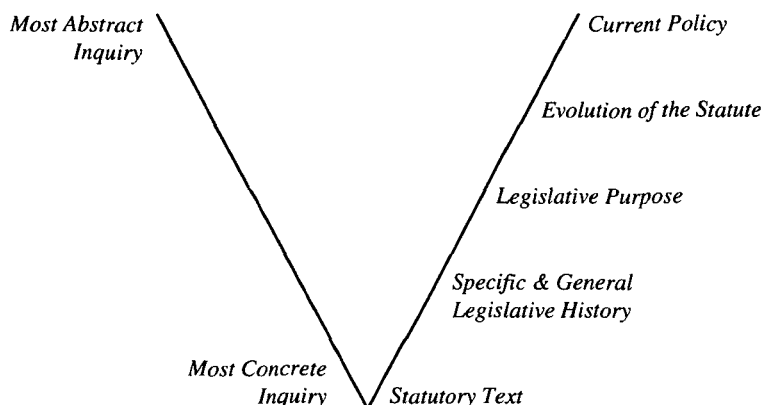 Most Abstract
Inquiry
Current Policy
Evolution of the Statute
Legislative Purpose
Specific & General
Legislative History
Most Concrete
Inquiry
Statutory Text